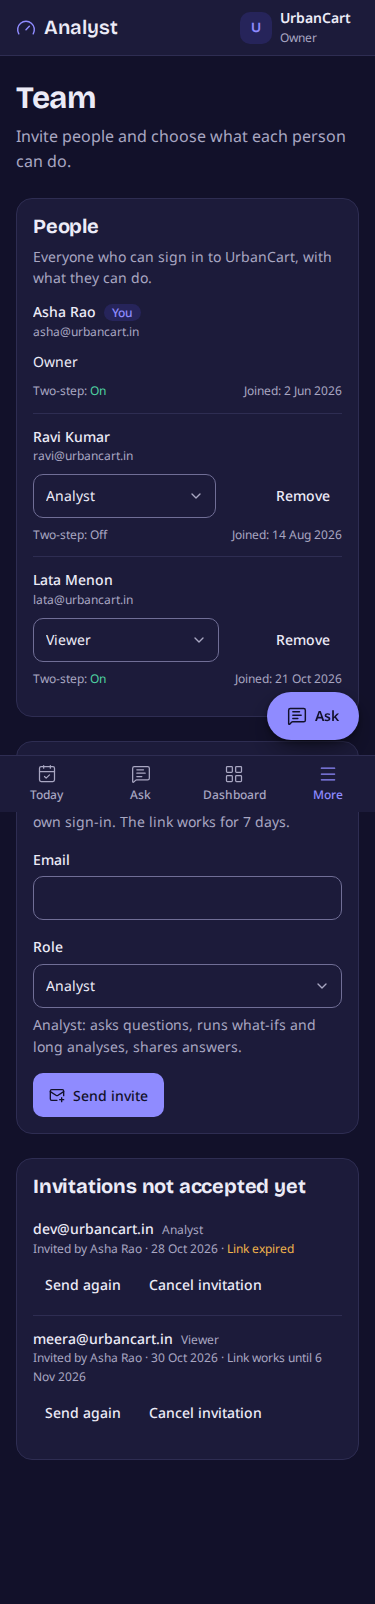 Analyst
U
UrbanCart
Owner
Team
Invite people and choose what each person
can do.
People
Everyone who can sign in to UrbanCart, with
what they can do.
Asha Rao You
asha@urbancart.in
Owner
Two-step: On Joined: 2 Jun 2026
Ravi Kumar
ravi@urbancart.in
Analyst Remove
Two-step: Off Joined: 14 Aug 2026
Lata Menon
lata@urbancart.in
Viewer Remove
Two-step: On Joined: 21 Oct 2026
Ask
Today Ask Dashboard More
own sign-in. The link works for 7 days.
Email
Role
Analyst
Analyst: asks questions, runs what-ifs and
long analyses, shares answers.
Send invite
Invitations not accepted yet
dev@urbancart.in Analyst
Invited by Asha Rao · 28 Oct 2026 · Link expired
Send again Cancel invitation
meera@urbancart.in Viewer
Invited by Asha Rao · 30 Oct 2026 · Link works until 6
Nov 2026
Send again Cancel invitation